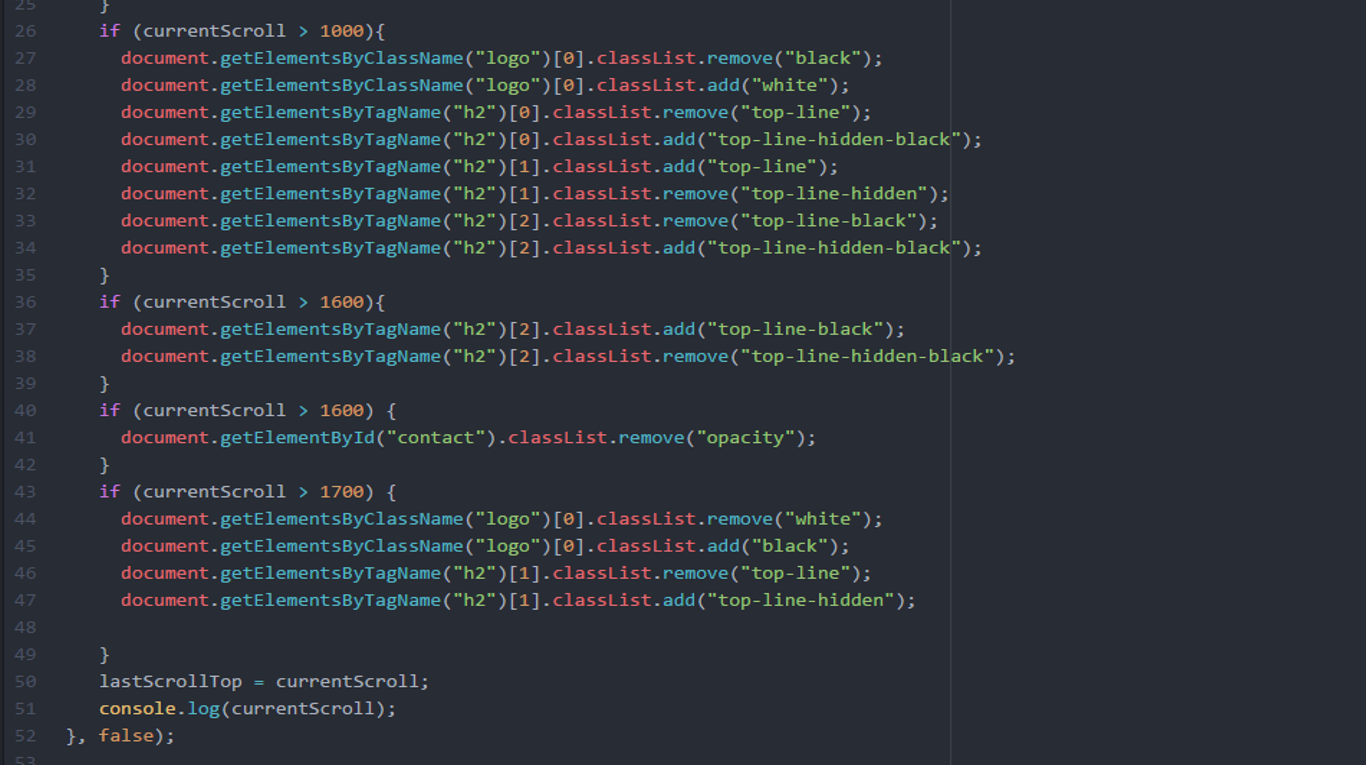 25      }
26      if (currentScroll > 1000){
27        document.getElementsByClassName("logo")[0].classList.remove("black");
28        document.getElementsByClassName("logo")[0].classList.add("white");
29        document.getElementsByTagName("h2")[0].classList.remove("top-line");
30        document.getElementsByTagName("h2")[0].classList.add("top-line-hidden-black");
31        document.getElementsByTagName("h2")[1].classList.add("top-line");
32        document.getElementsByTagName("h2")[1].classList.remove("top-line-hidden");
33        document.getElementsByTagName("h2")[2].classList.remove("top-line-black");
34        document.getElementsByTagName("h2")[2].classList.add("top-line-hidden-black");
35      }
36      if (currentScroll > 1600){
37        document.getElementsByTagName("h2")[2].classList.add("top-line-black");
38        document.getElementsByTagName("h2")[2].classList.remove("top-line-hidden-black");
39      }
40      if (currentScroll > 1600) {
41        document.getElementById("contact").classList.remove("opacity");
42      }
43      if (currentScroll > 1700) {
44        document.getElementsByClassName("logo")[0].classList.remove("white");
45        document.getElementsByClassName("logo")[0].classList.add("black");
46        document.getElementsByTagName("h2")[1].classList.remove("top-line");
47        document.getElementsByTagName("h2")[1].classList.add("top-line-hidden");
48
49      }
50      lastScrollTop = currentScroll;
51      console.log(currentScroll);
52   }, false);
53